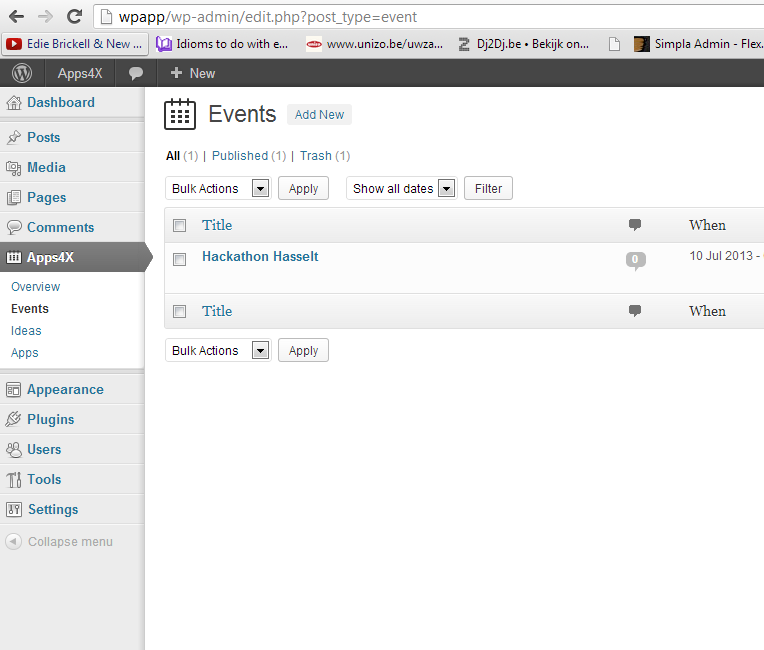 wpapp/wp-admin/edit.php?post_type=event
Edie Brickell & New ... Idioms to do with e... www.unizo.be/uwza... Dj2Dj.be • Bekijk on... Simpla Admin - Flex
Apps4X New
Dashboard
Posts
Media
Pages
Comments
Apps4X
Overview
Events
Ideas
Apps
Appearance
Plugins
Users
Tools
Settings
Collapse menu
Events Add New
All (1) | Published (1) | Trash (1)
Bulk Actions Apply Show all dates Filter
Title When
Hackathon Hasselt 0 10 Jul 2013 -
Title When
Bulk Actions Apply